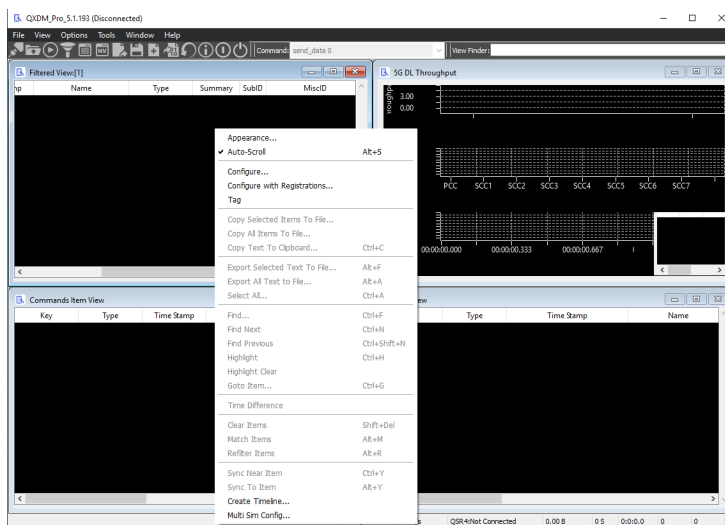 QXDM_Pro_5.1.193 (Disconnected)
File View Options Tools Window Help
Command: send_data 0
View Finder:
Filtered View:[1]
Name Type Summary SubID MiscID
5G DL Throughput
3.00
0.00
PCC SCC1 SCC2 SCC3 SCC4 SCC5 SCC6 SCC7
00:00:00.000 00:00:00.333 00:00:00.667
Appearance...
Auto-Scroll Alt+S
Configure...
Configure with Registrations...
Tag
Copy Selected Items To File...
Copy All Items To File...
Copy Text To Clipboard... Ctrl+C
Export Selected Text To File... Alt+F
Export All Text to File... Alt+A
Select All... Ctrl+A
Find... Ctrl+F
Find Next Ctrl+N
Find Previous Ctrl+Shift+N
Highlight Ctrl+H
Highlight Clear
Goto Item... Ctrl+G
Time Difference
Clear Items Shift+Del
Match Items Alt+M
Refilter Items Alt+R
Sync Near Item Ctrl+Y
Sync To Item Alt+Y
Create Timeline...
Multi Sim Config...
Commands Item View
Key Type Time Stamp
Type Time Stamp Name
QSR4:Not Connected 0.00 B 0 S 0:0:0.0 0 0